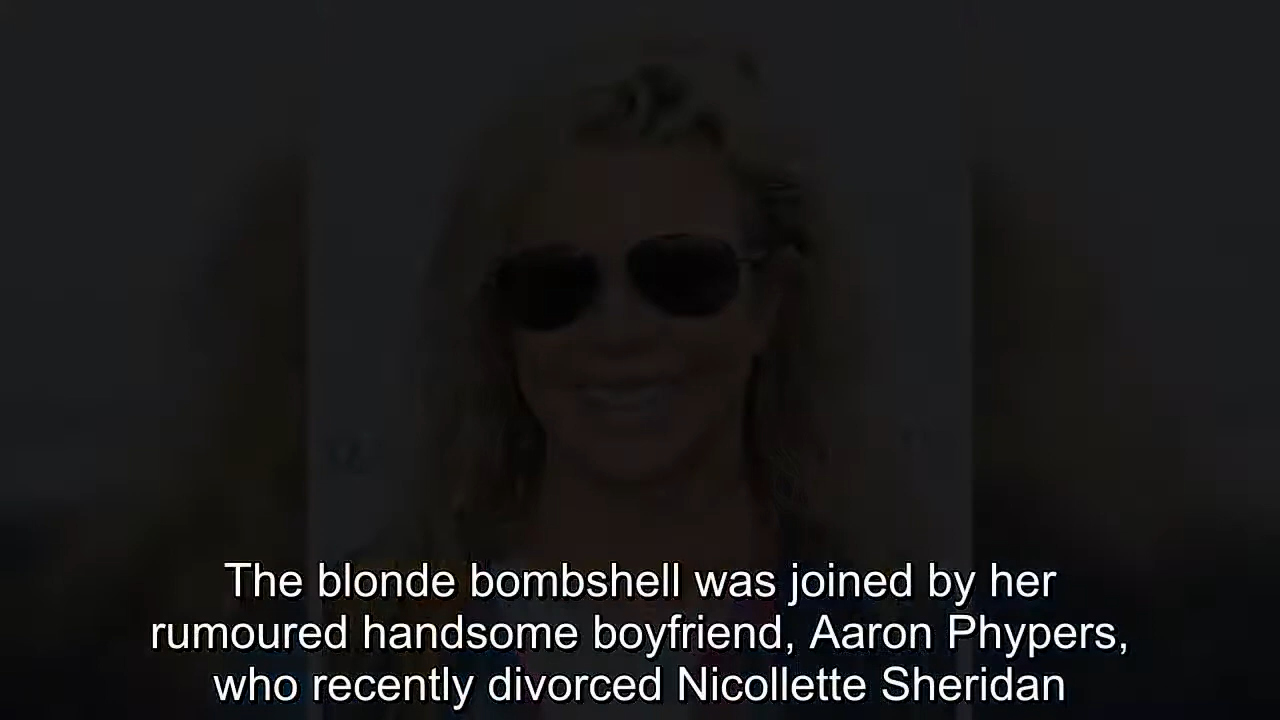 The blonde bombshell was joined by her
rumoured handsome boyfriend, Aaron Phypers,
who recently divorced Nicollette Sheridan